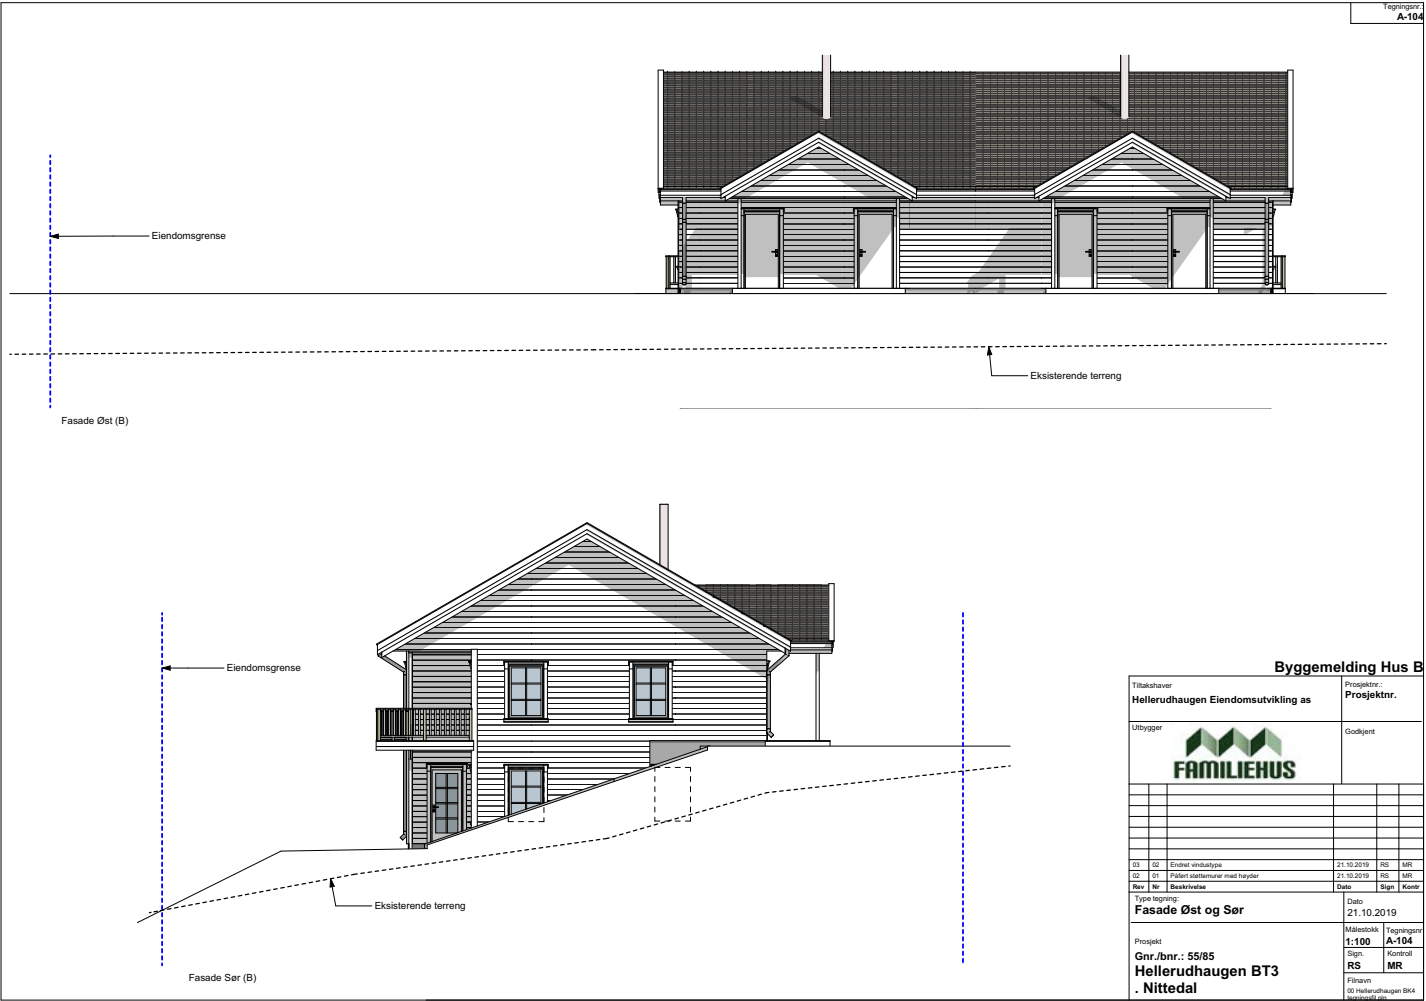 Tegningsnr.:
A-104
Eiendomsgrense
Eksisterende terreng
Fasade Øst (B)
Eiendomsgrense
Eksisterende terreng
Fasade Sør (B)
Byggemelding Hus B
Tiltakshaver
Hellerudhaugen Eiendomsutvikling as
Prosjektnr.:
Prosjektnr.
Utbygger
FAMILIEHUS
Godkjent
03 02 Endret vindustype 21.10.2019 RS MR
02 01 Påført støttemurer med høyder 21.10.2019 RS MR
Rev Nr Beskrivelse Dato Sign Kontr
Type tegning:
Fasade Øst og Sør
Dato
21.10.2019
Målestokk
1:100
Tegningsnr
A-104
Prosjekt
Gnr./bnr.: 55/85
Hellerudhaugen BT3
. Nittedal
Sign.
RS
Kontroll
MR
Filnavn
00 Hellerudhaugen BK4
tegningsfil.pln